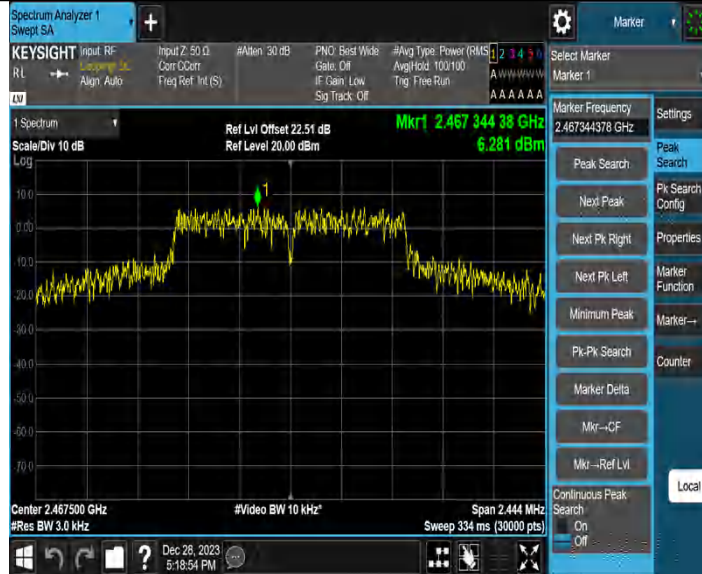 Spectrum Analyzer 1
Swept SA
+
Marker
KEYSIGHT
RL
Input: RF
Coupling: DC
Align: Auto
Input Z: 50 Ω
Corr CCorr
Freq Ref: Int (S)
#Atten: 30 dB
PNO: Best Wide
Gate: Off
IF Gain: Low
Sig Track: Off
#Avg Type: Power (RMS)
Avg|Hold: 100/100
Trig: Free Run
1 2 3 4 5 6
A W W W W W
A A A A A A
LXI
Select Marker
Marker 1
1 Spectrum
Scale/Div 10 dB
Log
Ref Lvl Offset 22.51 dB
Ref Level 20.00 dBm
Mkr1 2.467 344 38 GHz
6.281 dBm
1
10.0
0.00
-10.0
-20.0
-30.0
-40.0
-50.0
-60.0
-70.0
Center 2.467500 GHz
#Res BW 3.0 kHz
#Video BW 10 kHz*
Span 2.444 MHz
Sweep 334 ms (30000 pts)
Marker Frequency
2.467344378 GHz
Peak Search
Next Peak
Next Pk Right
Next Pk Left
Minimum Peak
Pk-Pk Search
Marker Delta
Mkr→CF
Mkr→Ref Lvl
Continuous Peak
Search
On
Off
Settings
Peak
Search
Pk Search
Config
Properties
Marker
Function
Marker→
Counter
Local
?
Dec 28, 2023
5:18:54 PM